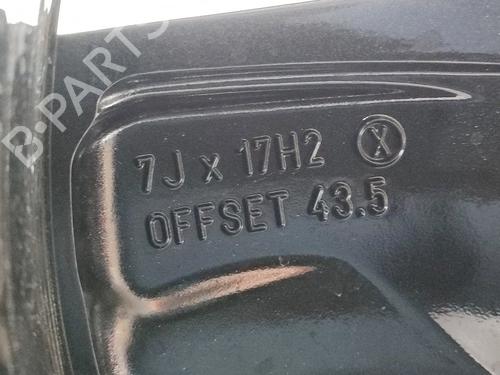 B-PARTS
7J x 17H2 X
OFFSET 43.5